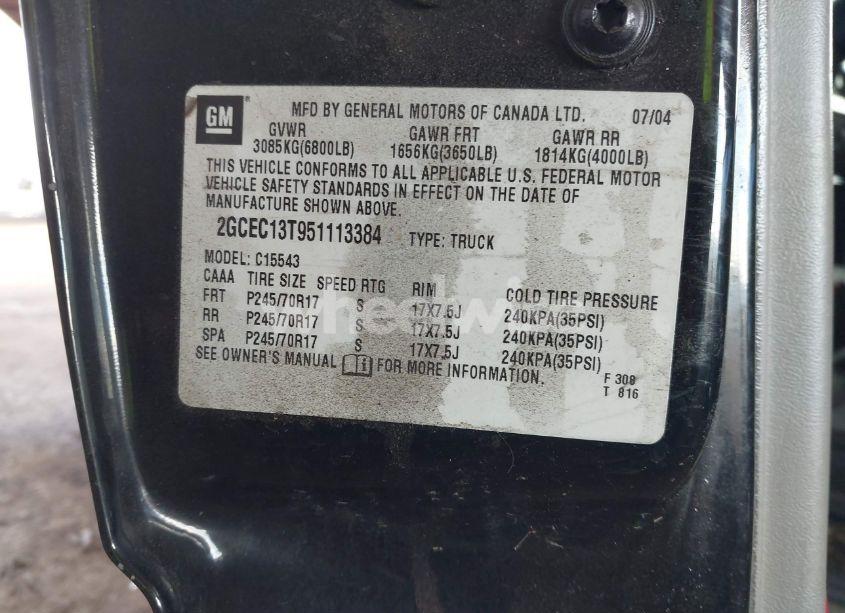 GM MFD BY GENERAL MOTORS OF CANADA LTD. 07/04
GVWR GAWR FRT GAWR RR
3085KG(6800LB) 1656KG(3650LB) 1814KG(4000LB)
THIS VEHICLE CONFORMS TO ALL APPLICABLE U.S. FEDERAL MOTOR
VEHICLE SAFETY STANDARDS IN EFFECT ON THE DATE OF
MANUFACTURE SHOWN ABOVE.
2GCEC13T951113384 TYPE: TRUCK
MODEL: C15543
CAAA TIRE SIZE SPEED RTG RIM COLD TIRE PRESSURE
FRT P245/70R17 S 17X7.5J 240KPA(35PSI)
RR P245/70R17 S 17X7.5J 240KPA(35PSI)
SPA P245/70R17 S 17X7.5J 240KPA(35PSI)
SEE OWNER'S MANUAL FOR MORE INFORMATION.
F 308
T 816